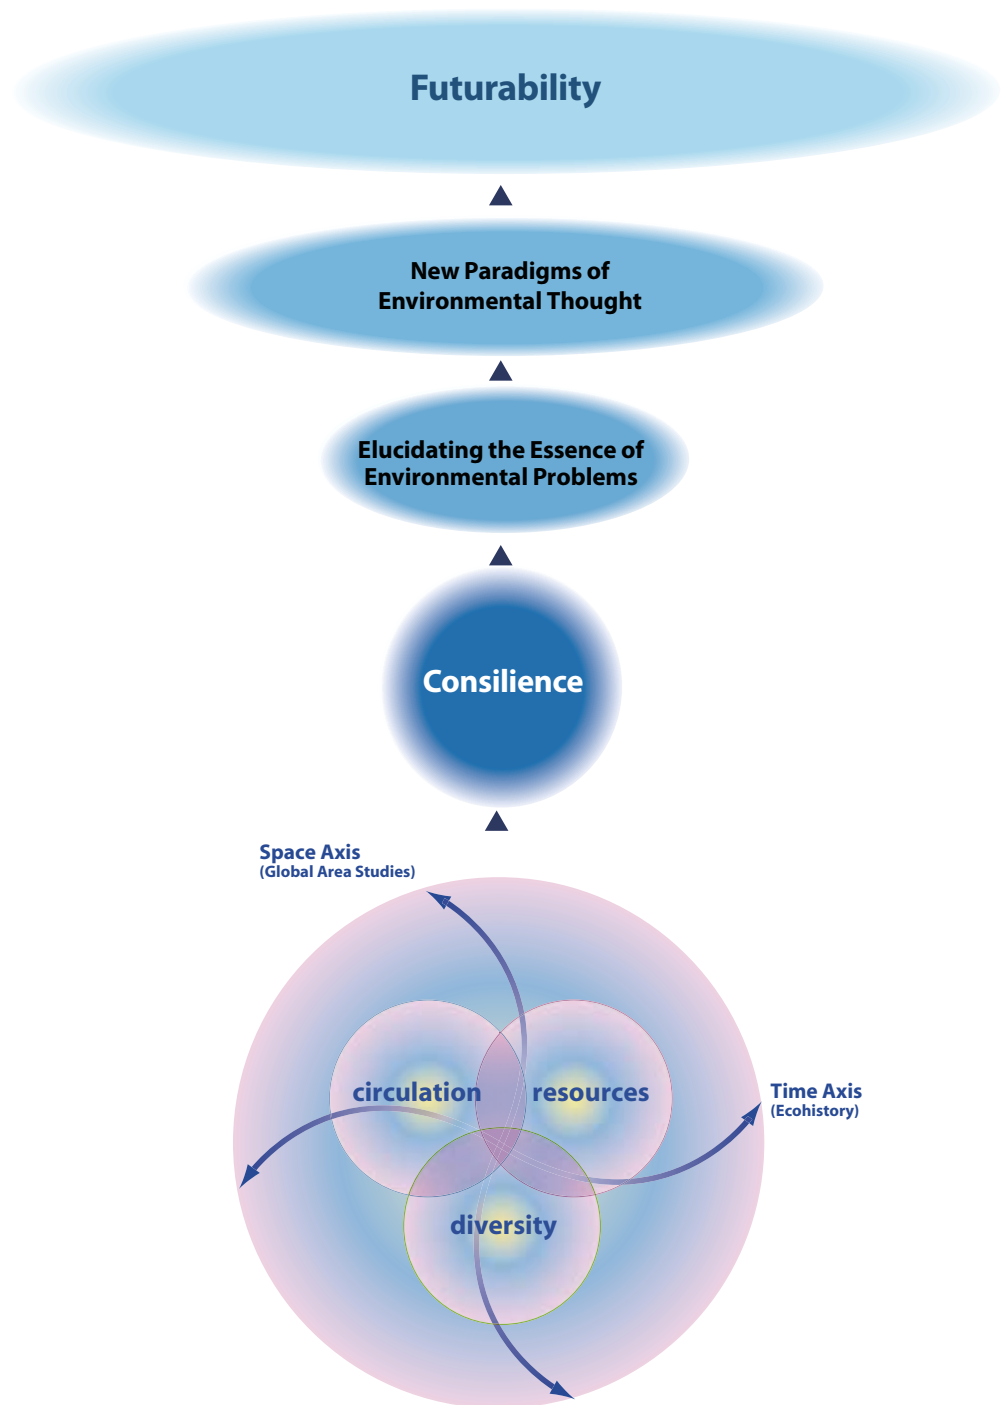 Futurability
New Paradigms of
Environmental Thought
Elucidating the Essence of
Environmental Problems
Consilience
Space Axis
(Global Area Studies)
circulation
resources
Time Axis
(Ecohistory)
diversity